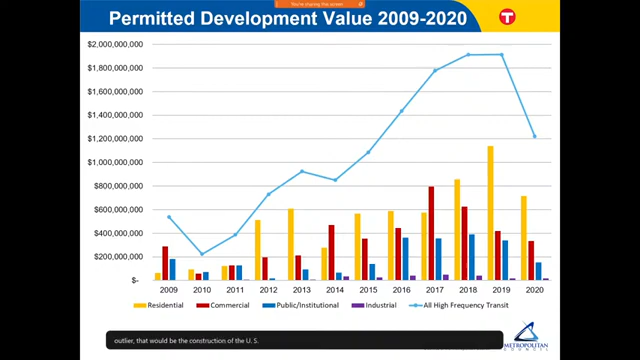 You're sharing this screen
Permitted Development Value 2009-2020
T
$2,000,000,000
$1,800,000,000
$1,600,000,000
$1,400,000,000
$1,200,000,000
$1,000,000,000
$800,000,000
$600,000,000
$400,000,000
$200,000,000
$-
2009 2010 2011 2012 2013 2014 2015 2016 2017 2018 2019 2020
Residential Commercial Public/Institutional Industrial All High Frequency Transit
outlier, that would be the construction of the U. S.
METROPOLITAN
COUNCIL